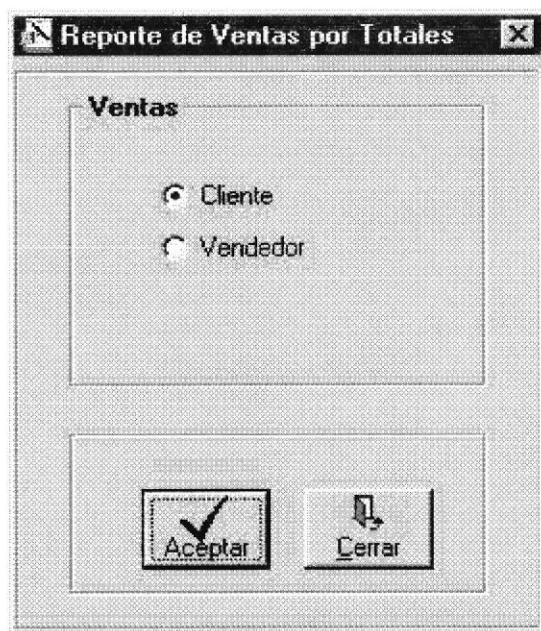 Reporte de Ventas por Totales
Ventas
Cliente
Vendedor
Aceptar
Cerrar